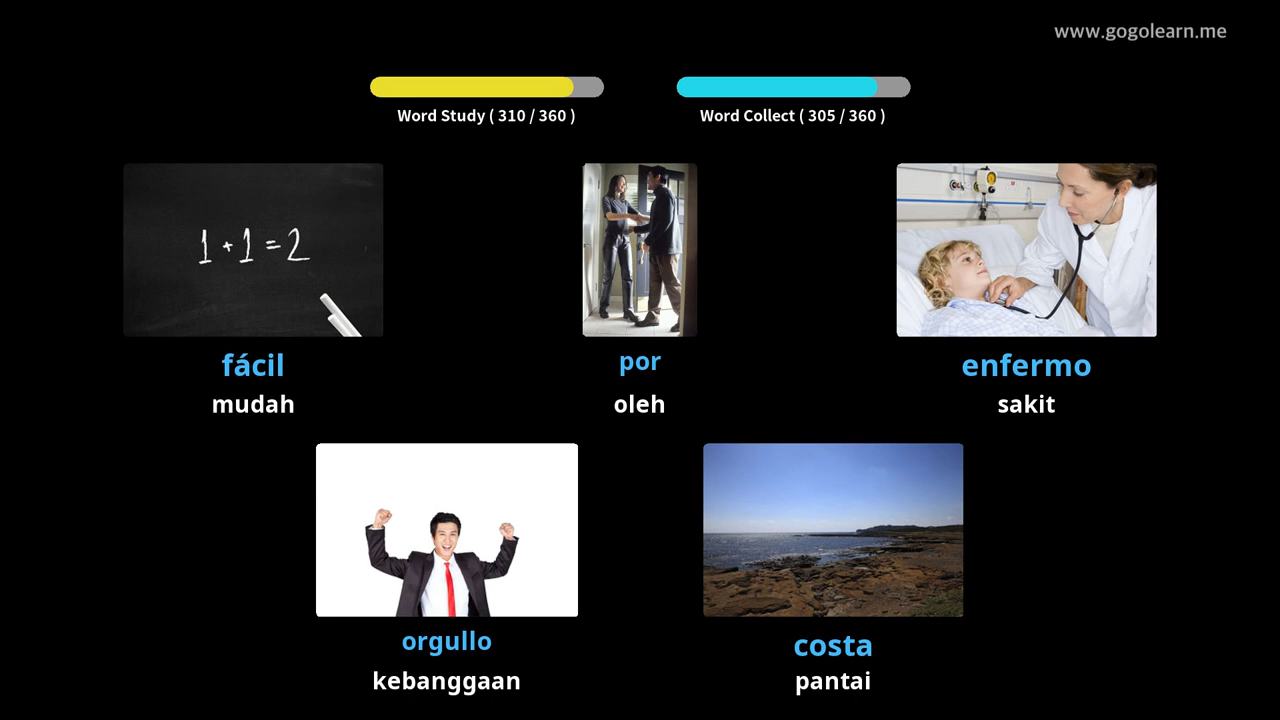 www.gogolearn.me
Word Study ( 310 / 360 )
Word Collect ( 305 / 360 )
1 + 1 = 2
fácil
mudah
por
oleh
enfermo
sakit
orgullo
kebanggaan
costa
pantai